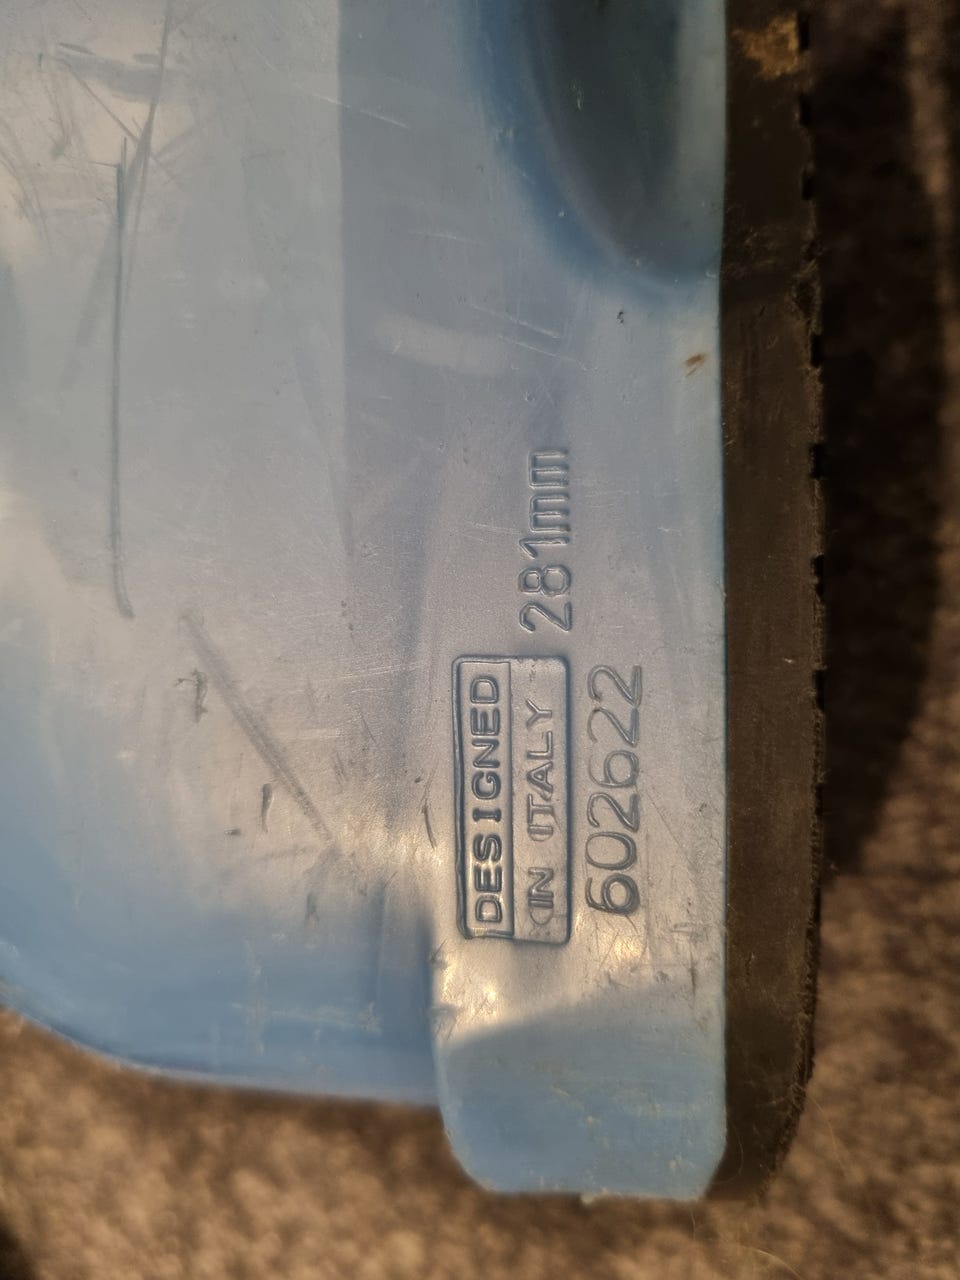 281mm
DESIGNED
IN ITALY
602622